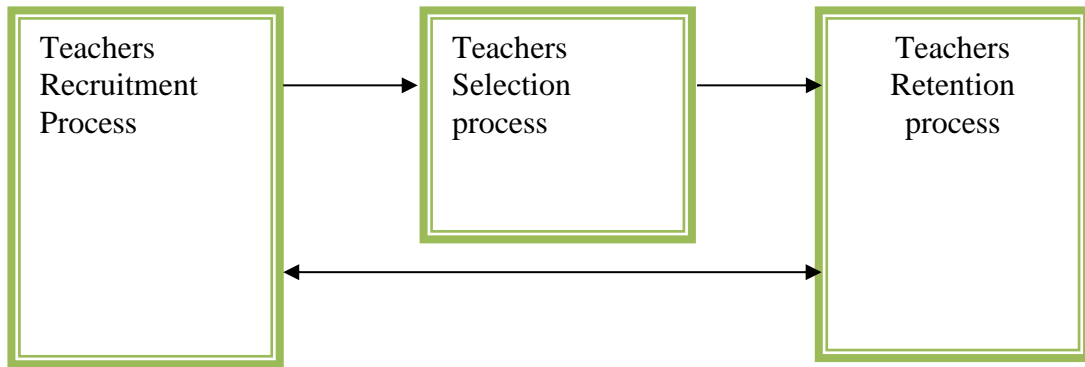 Teachers
Recruitment
Process
Teachers
Selection
process
Teachers
Retention
process